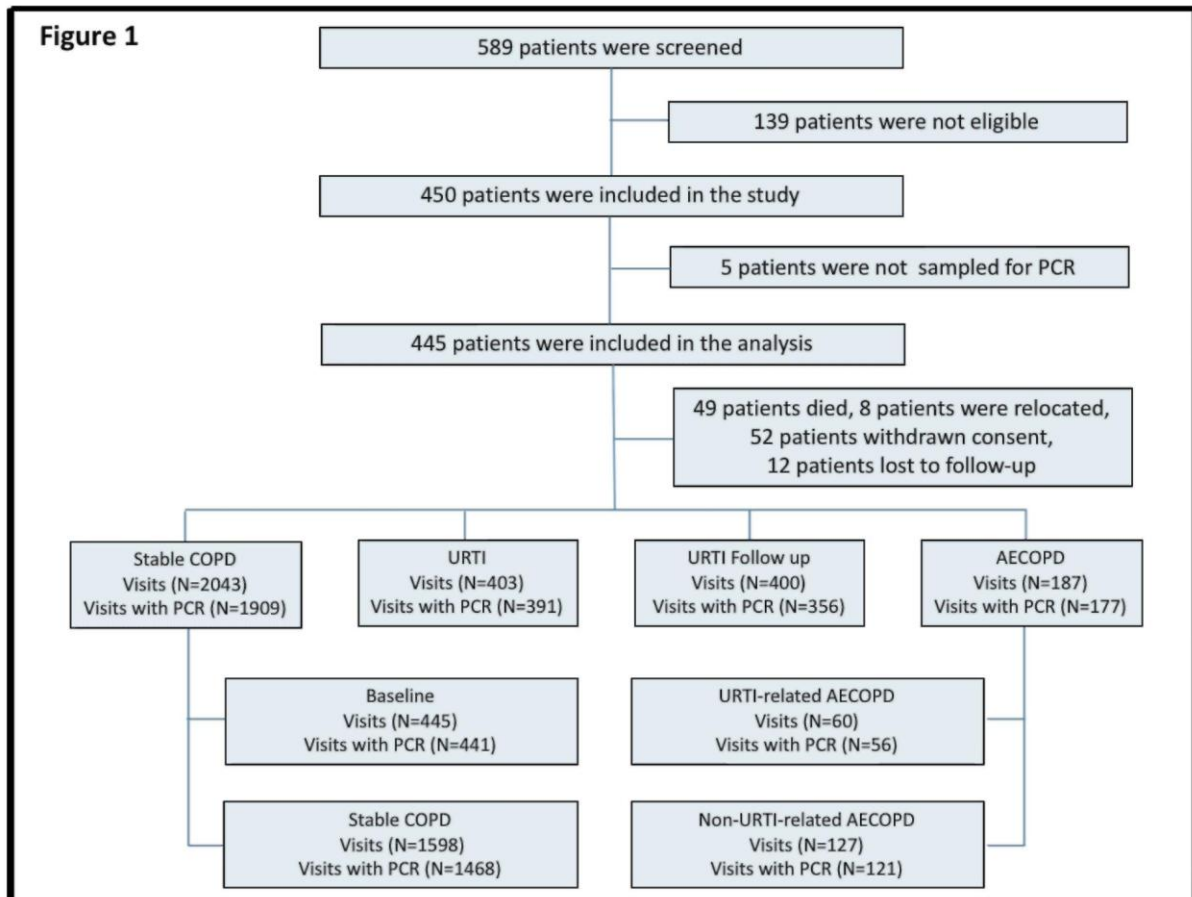 Figure 1
589 patients were screened
139 patients were not eligible
450 patients were included in the study
5 patients were not sampled for PCR
445 patients were included in the analysis
49 patients died, 8 patients were relocated,
52 patients withdrawn consent,
12 patients lost to follow-up
Stable COPD
Visits (N=2043)
Visits with PCR (N=1909)
URTI
Visits (N=403)
Visits with PCR (N=391)
URTI Follow up
Visits (N=400)
Visits with PCR (N=356)
AECOPD
Visits (N=187)
Visits with PCR (N=177)
Baseline
Visits (N=445)
Visits with PCR (N=441)
URTI-related AECOPD
Visits (N=60)
Visits with PCR (N=56)
Stable COPD
Visits (N=1598)
Visits with PCR (N=1468)
Non-URTI-related AECOPD
Visits (N=127)
Visits with PCR (N=121)